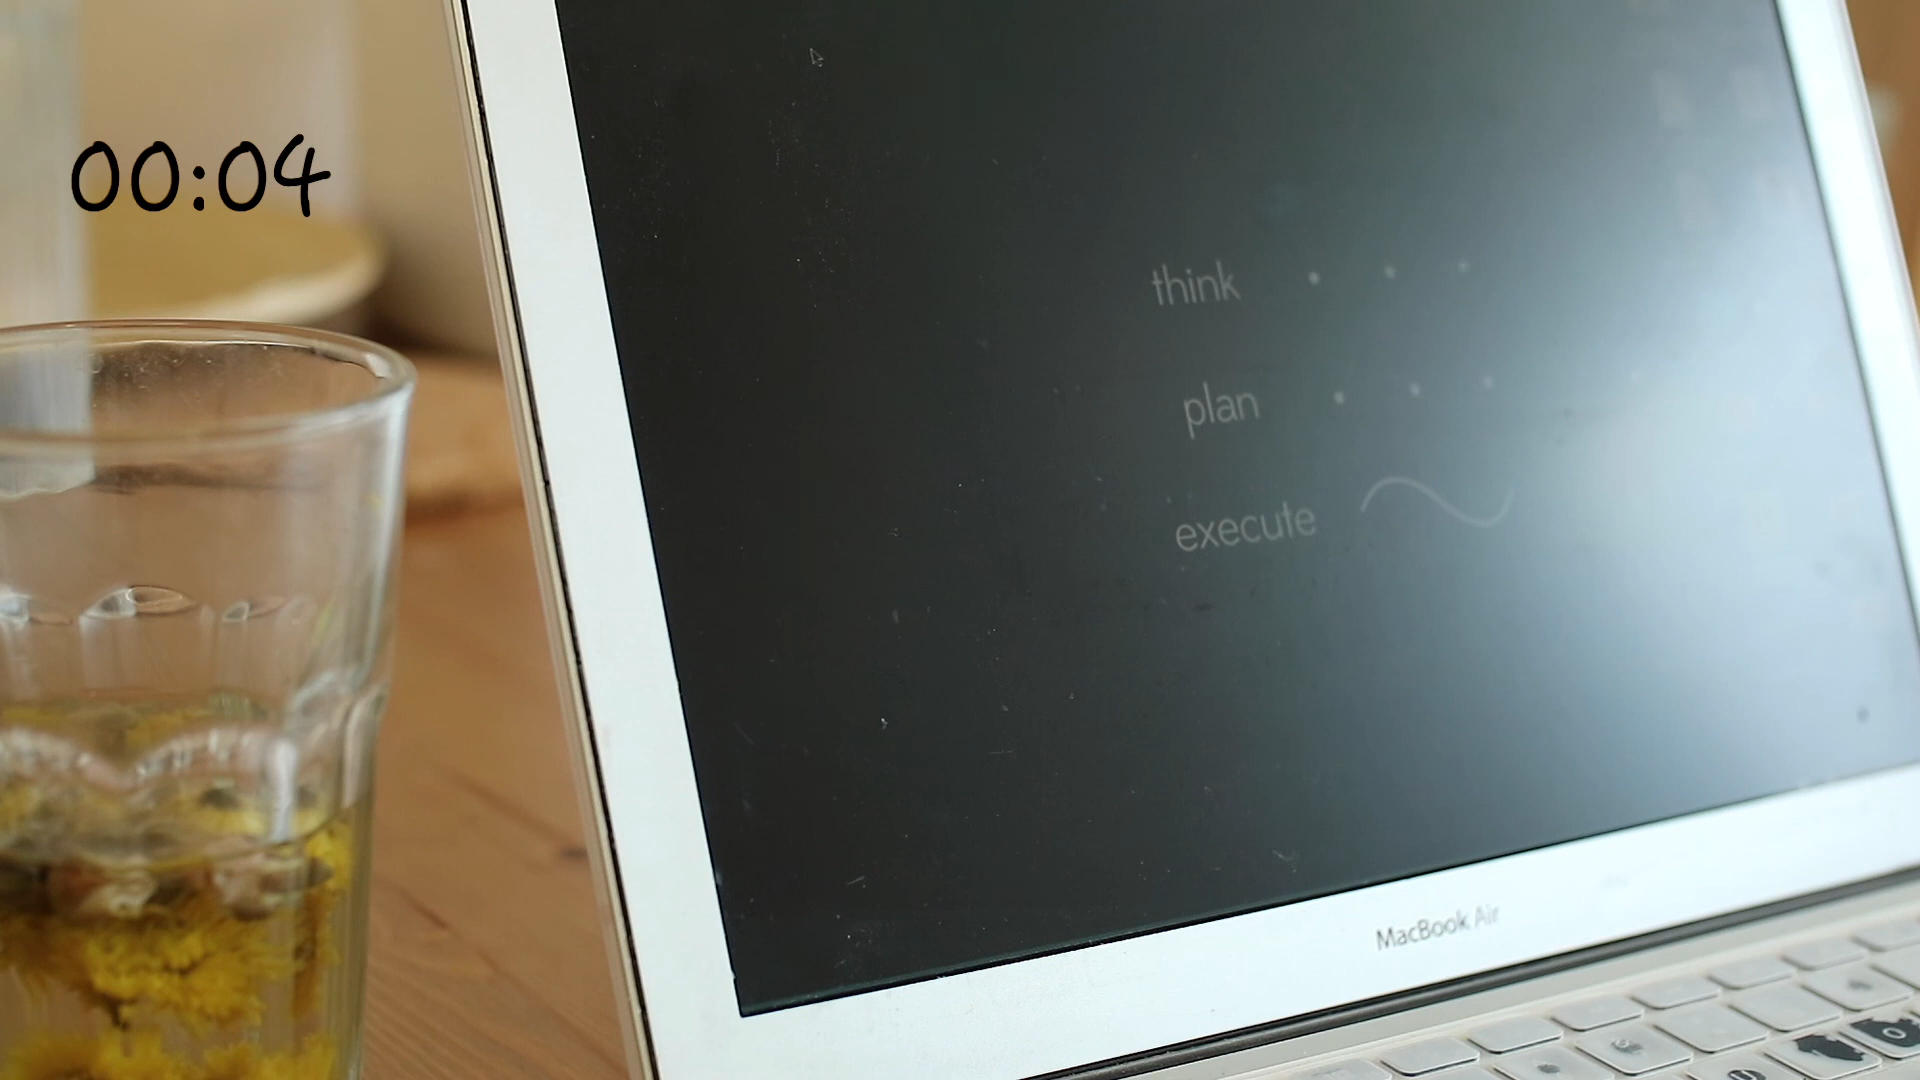 00:04
think . . .
plan . . .
execute
MacBook Air